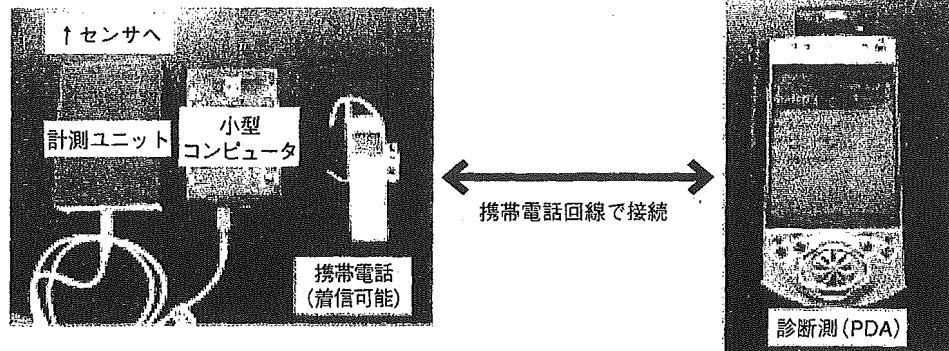 ↑センサへ
計測ユニット
小型
コンピュータ
携帯電話
(着信可能)
携帯電話回線で接続
診断測(PDA)